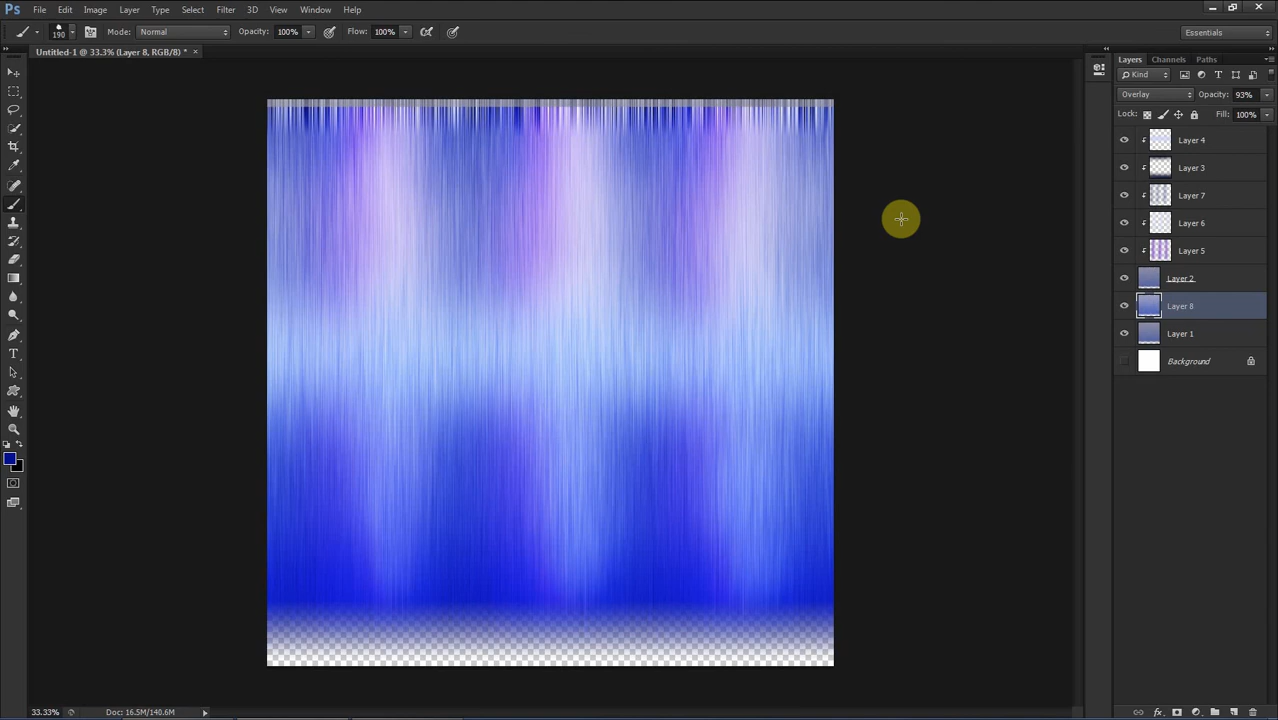 Ps File Edit Image Layer Type Select Filter 3D View Window Help
190 Mode: Normal Opacity: 100% Flow: 100% Essentials
Untitled-1 @ 33.3% (Layer 8, RGB/8) * ×
Layers Channels Paths
Kind
Overlay Opacity: 93%
Lock: Fill: 100%
Layer 4
Layer 3
Layer 7
Layer 6
Layer 5
Layer 2
Layer 8
Layer 1
Background
33.33% Doc: 16.5M/140.6M